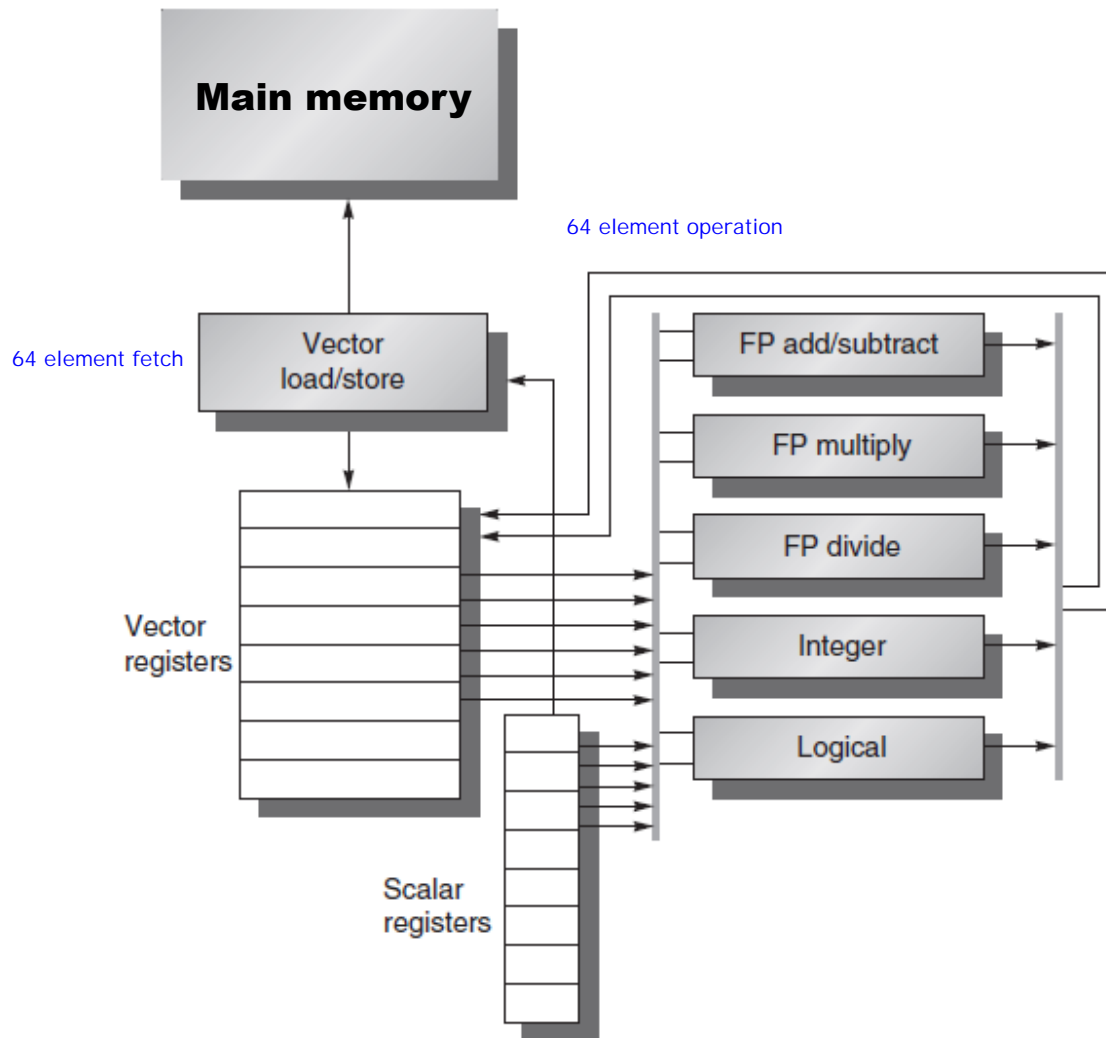 Main memory
64 element operation
64 element fetch
Vector
load/store
FP add/subtract
FP multiply
FP divide
Vector
registers
Integer
Logical
Scalar
registers